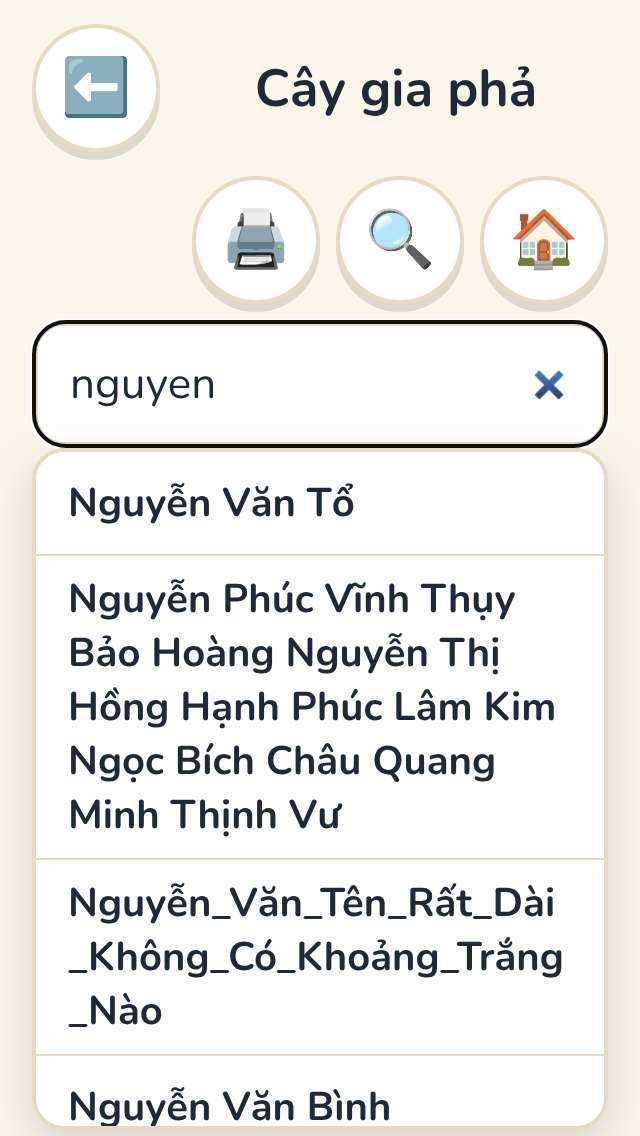 Cây gia phả
nguyen
Nguyễn Văn Tổ
Nguyễn Phúc Vĩnh Thụy
Bảo Hoàng Nguyễn Thị
Hồng Hạnh Phúc Lâm Kim
Ngọc Bích Châu Quang
Minh Thịnh Vư
Nguyễn_Văn_Tên_Rất_Dài
_Không_Có_Khoảng_Trắng
_Nào
Nguyễn Văn Bình